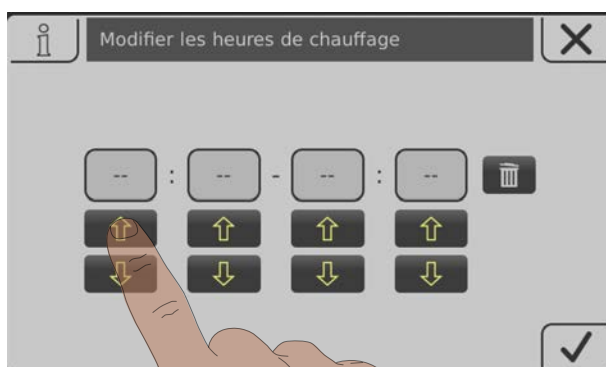 Modifier les heures de chauffage
-- : -- - -- : --